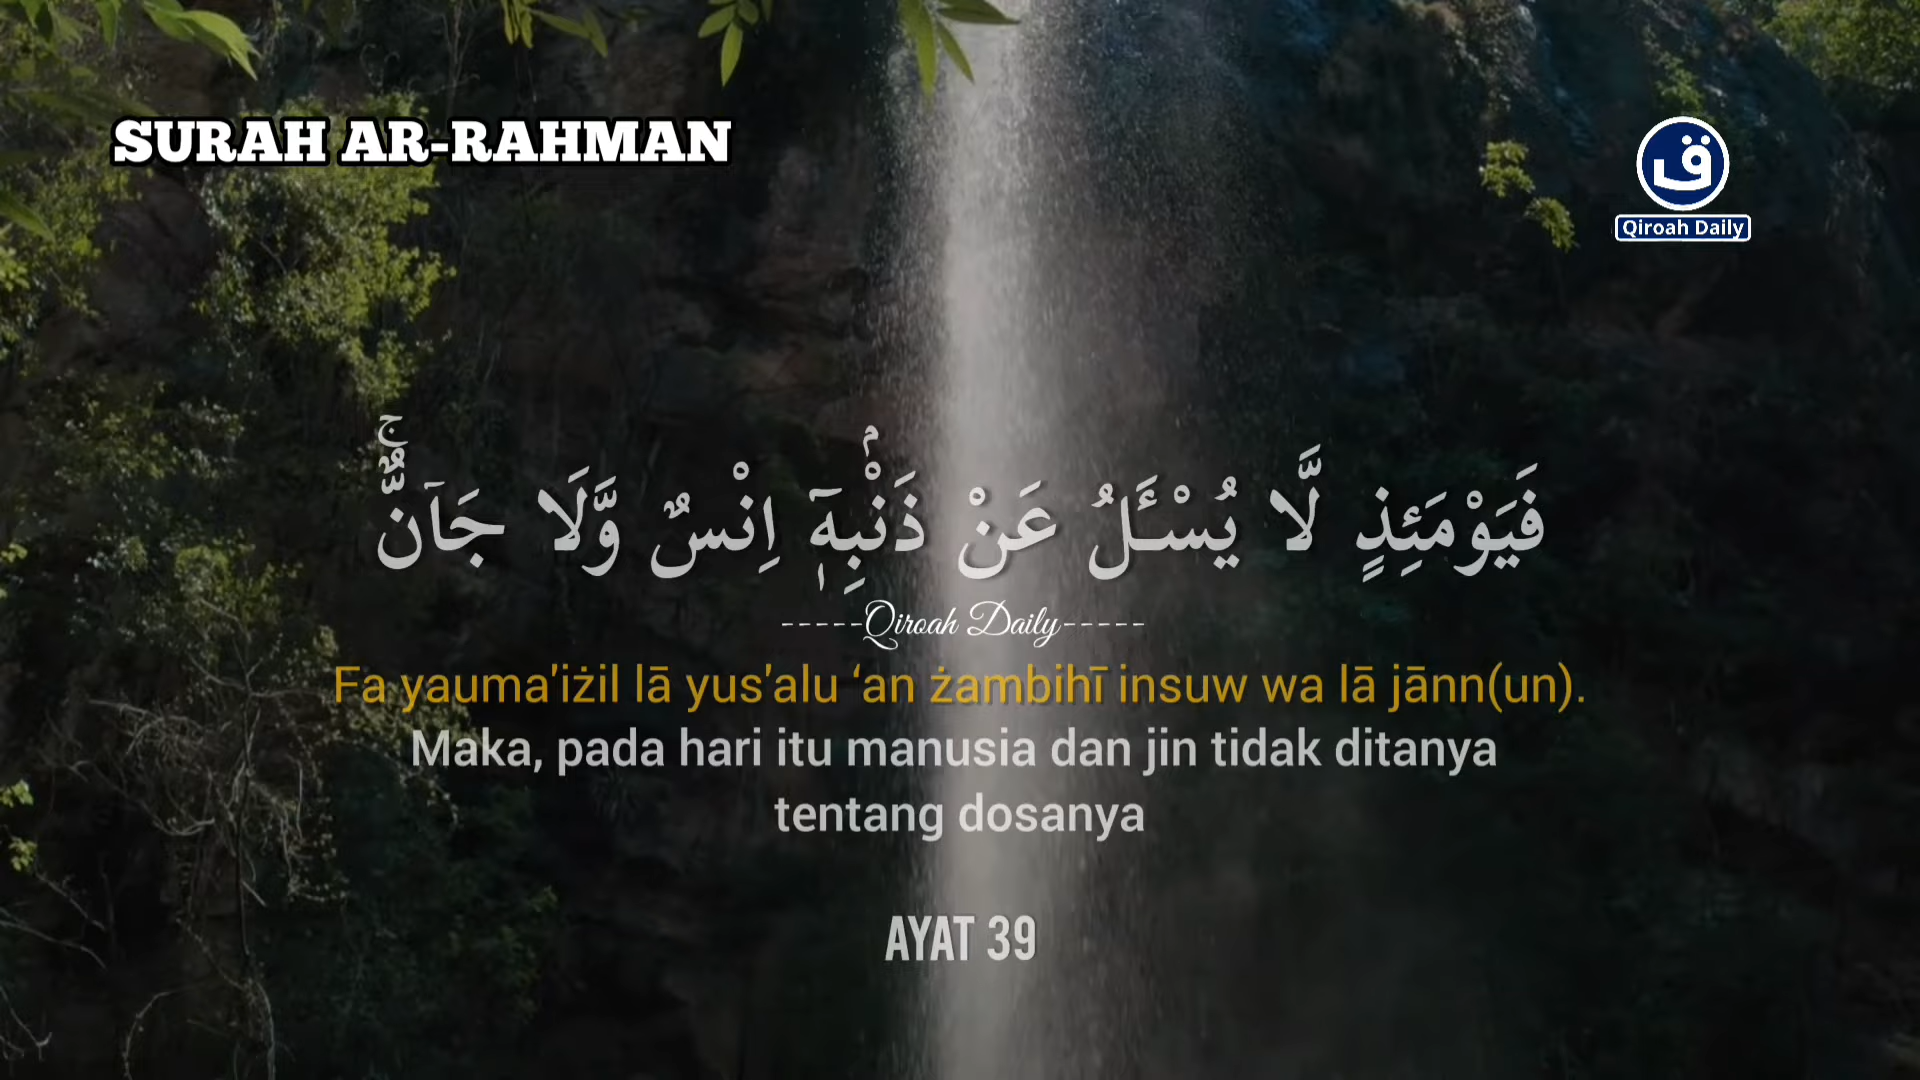 SURAH AR-RAHMAN
ق
Qiroah Daily
فَيَوْمَئِذٍ لَّا يُسْـَٔلُ عَنْ ذَنْۢبِهٖٓ اِنْسٌ وَّلَا جَاۤنٌّۚ
-----Qiroah Daily-----
Fa yauma'iżil lā yus'alu ‘an żambihī insuw wa lā jānn(un).
Maka, pada hari itu manusia dan jin tidak ditanya
tentang dosanya
AYAT 39